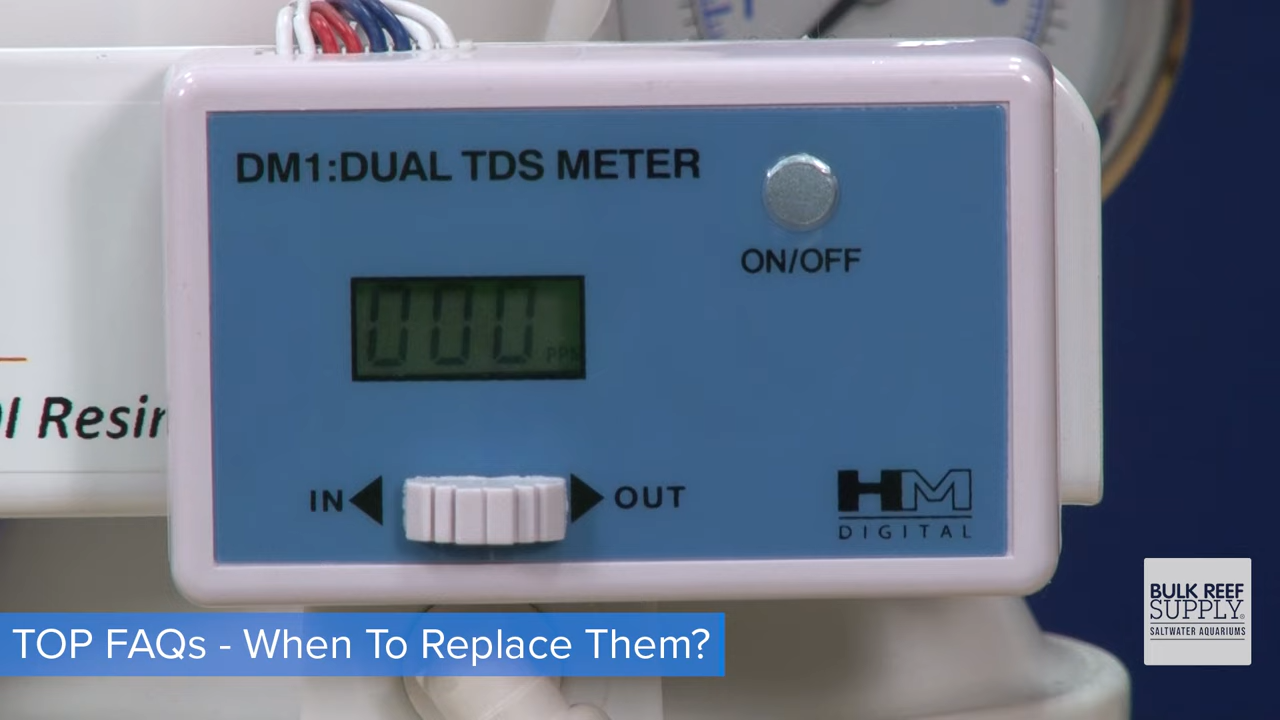 DM1:DUAL TDS METER
ON/OFF
000 PPM
IN
OUT
HM
DIGITAL
I Resin
TOP FAQs - When To Replace Them?
BULK REEF
SUPPLY®
SALTWATER AQUARIUMS